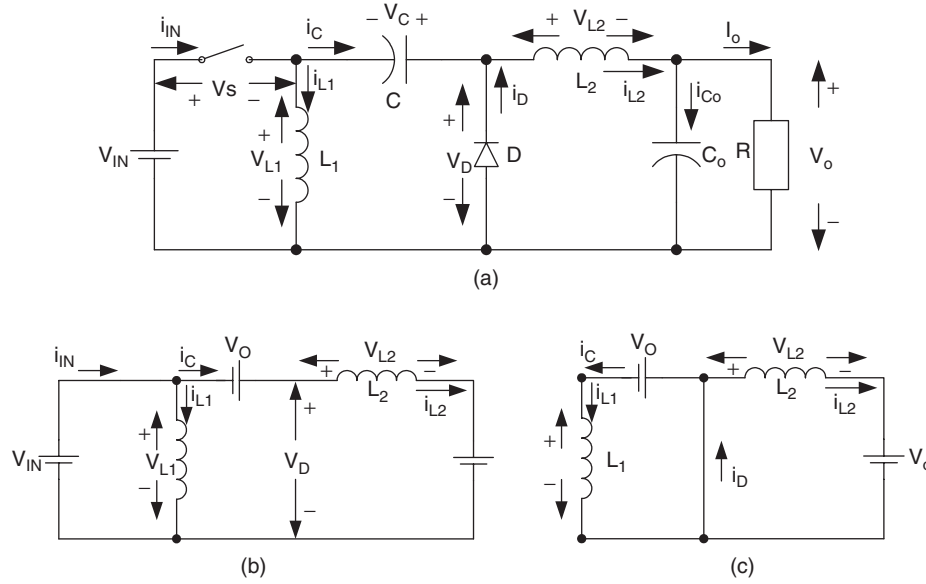 i_IN
i_C
− V_C +
+ V_L2 −
I_o
+ Vs −
i_L1
C
i_D
L_2
i_L2
i_Co
+
V_IN
+
V_L1
−
L_1
+
V_D
−
D
C_o
R
V_o
−
(a)
i_IN
i_C
V_O
V_L2
+ −
i_L1
L_2
i_L2
V_IN
+
V_L1
−
+
V_D
−
(b)
i_C
V_O
V_L2
+ −
i_L1
L_2
i_L2
+
−
L_1
i_D
V_o
(c)